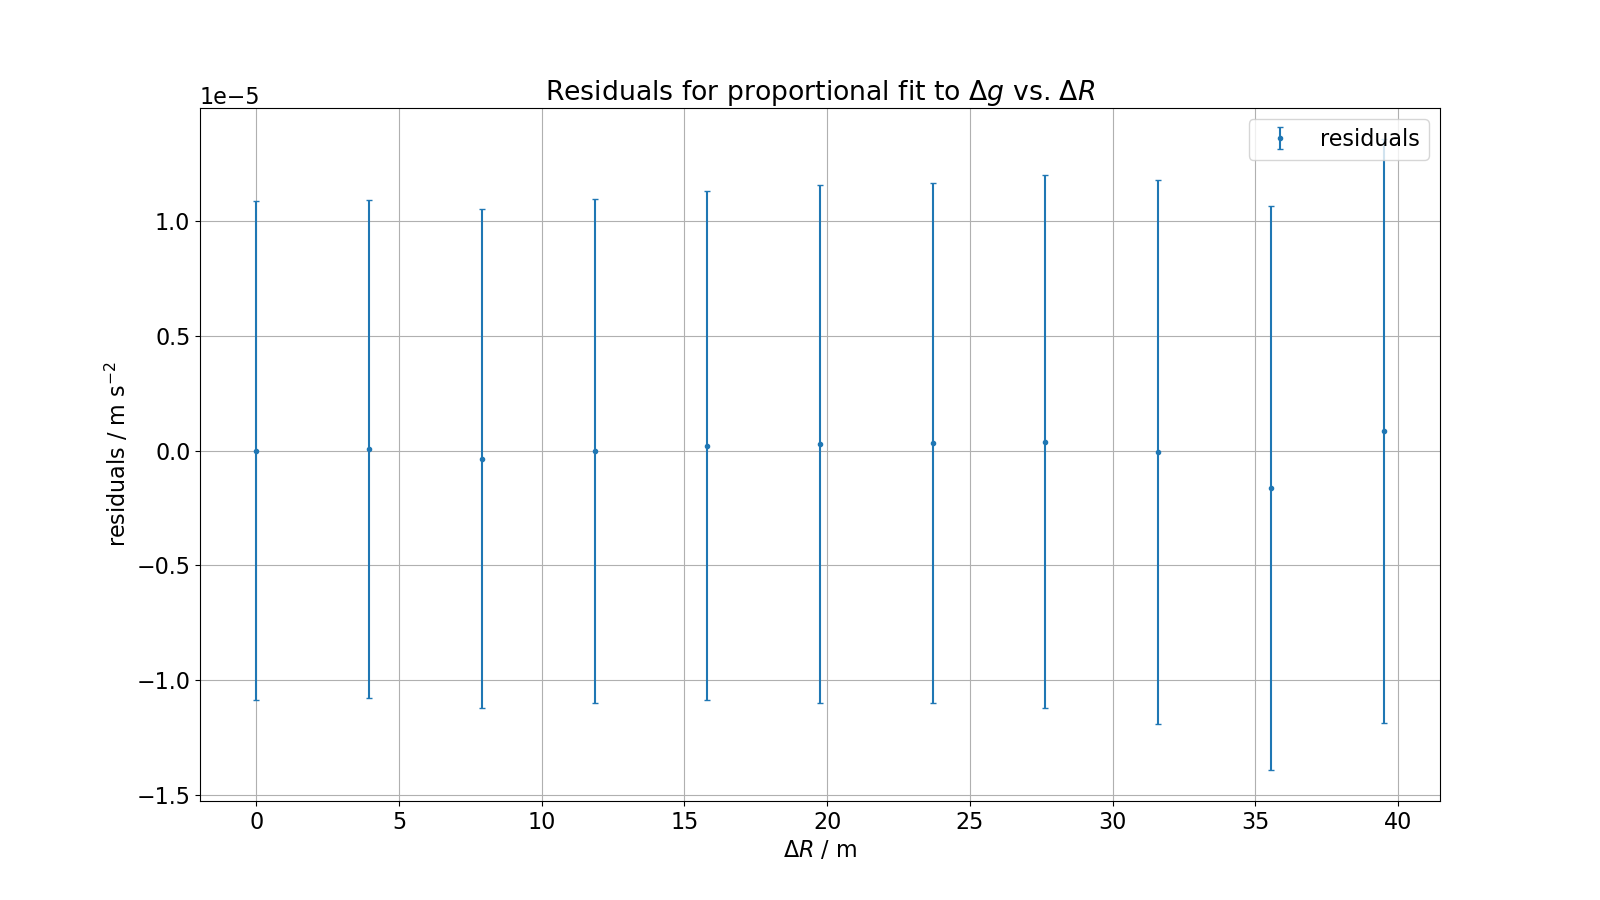 Residuals for proportional fit to Δg vs. ΔR
1e−5
residuals
1.0
0.5
0.0
−0.5
−1.0
−1.5
residuals / m s⁻²
0 5 10 15 20 25 30 35 40
ΔR / m